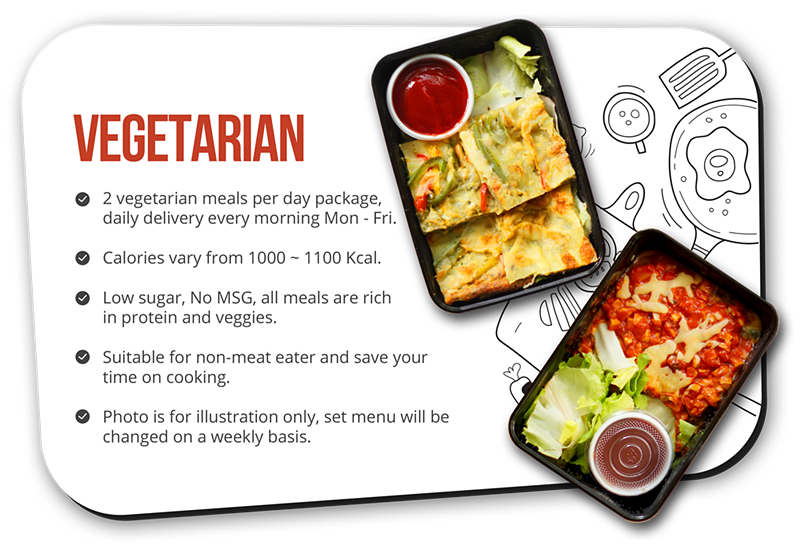 VEGETARIAN
2 vegetarian meals per day package,
daily delivery every morning Mon - Fri.
Calories vary from 1000 ~ 1100 Kcal.
Low sugar, No MSG, all meals are rich
in protein and veggies.
Suitable for non-meat eater and save your
time on cooking.
Photo is for illustration only, set menu will be
changed on a weekly basis.